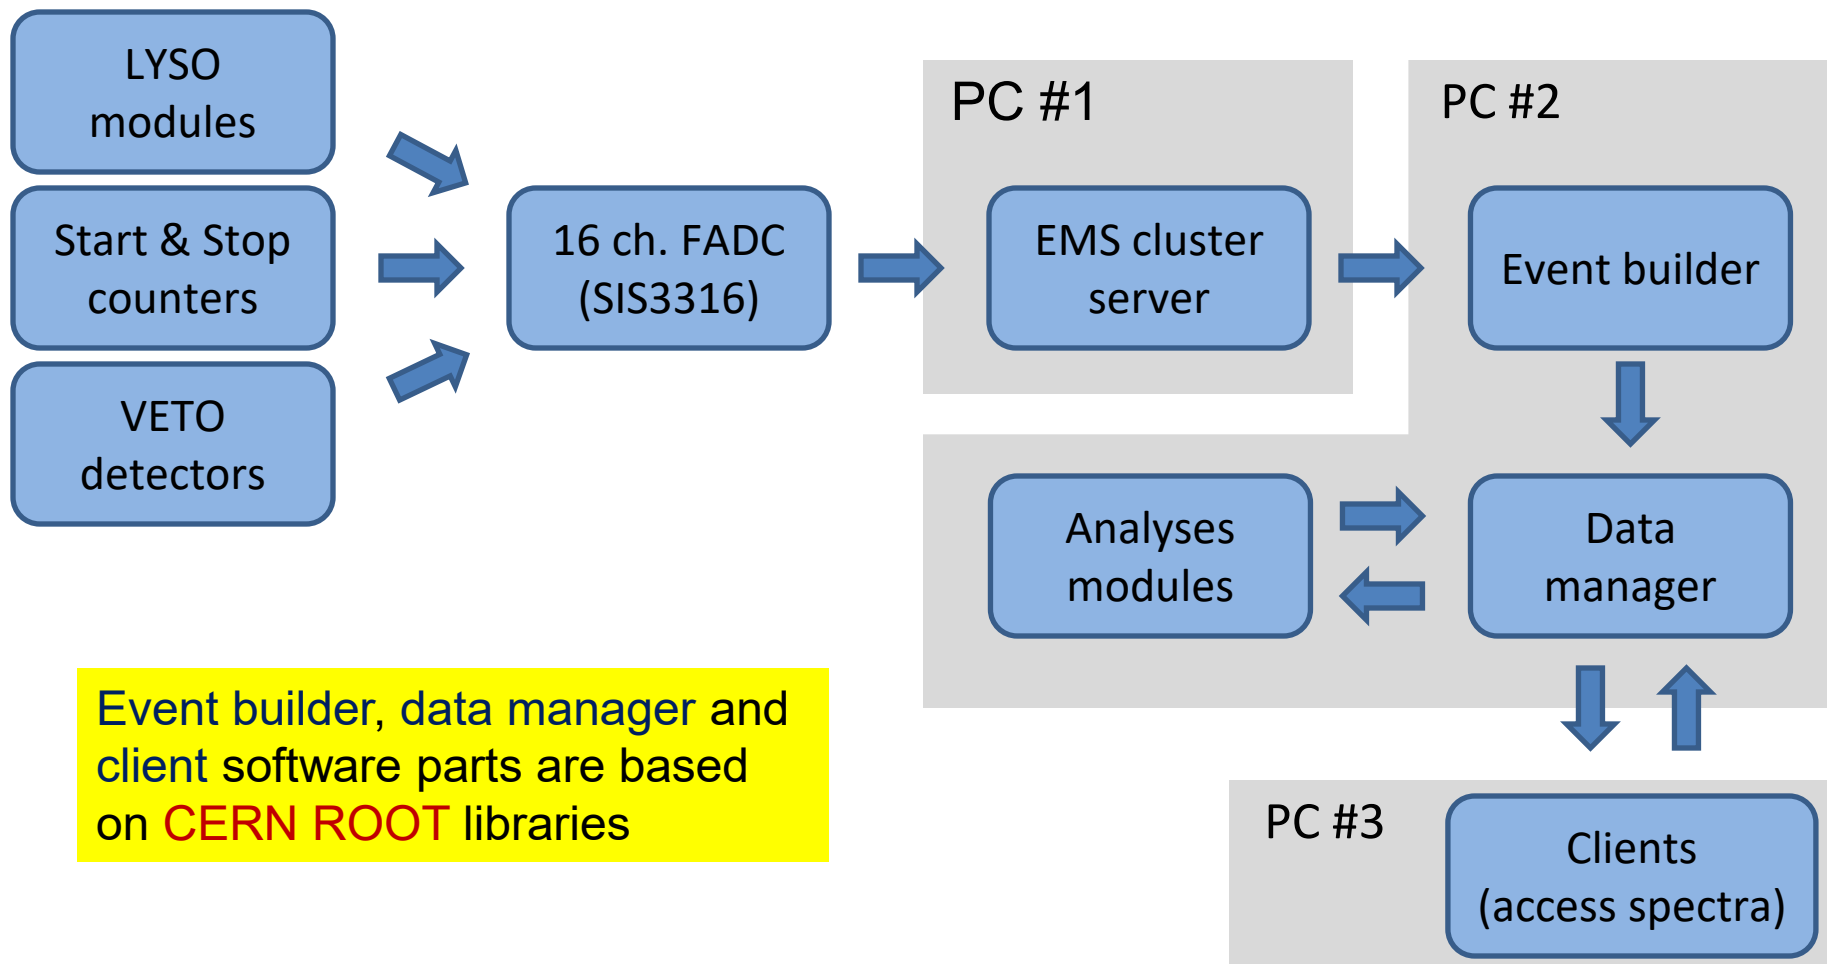 LYSO
modules
Start & Stop
counters
VETO
detectors
16 ch. FADC
(SIS3316)
PC #1
EMS cluster
server
PC #2
Event builder
Analyses
modules
Data
manager
PC #3
Clients
(access spectra)
Event builder, data manager and
client software parts are based
on CERN ROOT libraries